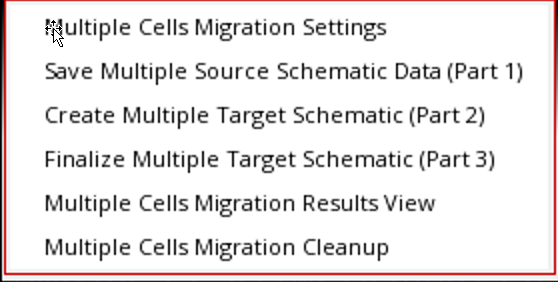 Multiple Cells Migration Settings
Save Multiple Source Schematic Data (Part 1)
Create Multiple Target Schematic (Part 2)
Finalize Multiple Target Schematic (Part 3)
Multiple Cells Migration Results View
Multiple Cells Migration Cleanup